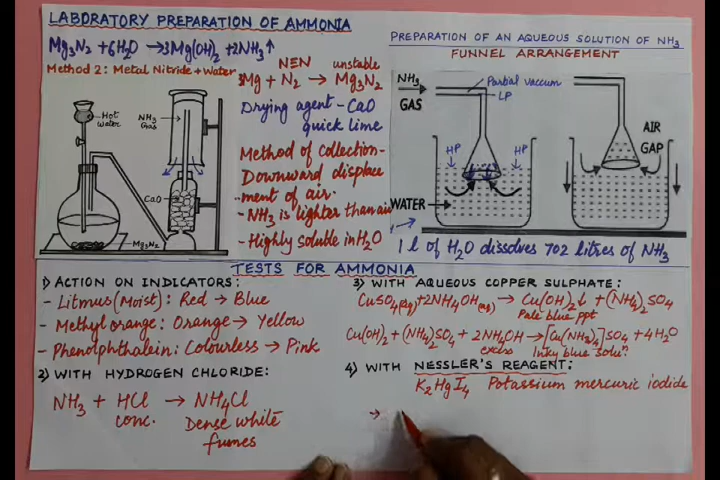 LABORATORY PREPARATION OF AMMONIA
Mg3N2 + 6H2O → 3Mg(OH)2 + 2NH3↑
Method 2: Metal Nitride + Water
NEN unstable
3Mg + N2 → Mg3N2
Drying agent - CaO
quick lime
Method of collection-
Downward displace
ment of air.
- NH3 is lighter than air
- Highly soluble in H2O
Hot
Water
NH3
Gas
CaO
Mg3N2
PREPARATION OF AN AQUEOUS SOLUTION OF NH3
FUNNEL ARRANGEMENT
NH3
GAS
Partial vaccum
LP
HP
HP
WATER
AIR
GAP
1 l of H2O dissolves 702 litres of NH3
TESTS FOR AMMONIA
1) ACTION ON INDICATORS:
- Litmus (Moist): Red → Blue
- Methyl orange: Orange → Yellow
- Phenolphthalein: Colourless → Pink
2) WITH HYDROGEN CHLORIDE:
NH3 + HCl → NH4Cl
conc. Dense white
fumes
3) WITH AQUEOUS COPPER SULPHATE:
CuSO4(aq) + 2NH4OH(aq) → Cu(OH)2↓ + (NH4)2SO4
Pale blue ppt
Cu(OH)2 + (NH4)2SO4 + 2NH4OH → [Cu(NH3)4]SO4 + 4H2O
excess Inky blue solun.
4) WITH NESSLER'S REAGENT:
K2HgI4 Potassium mercuric iodide
→